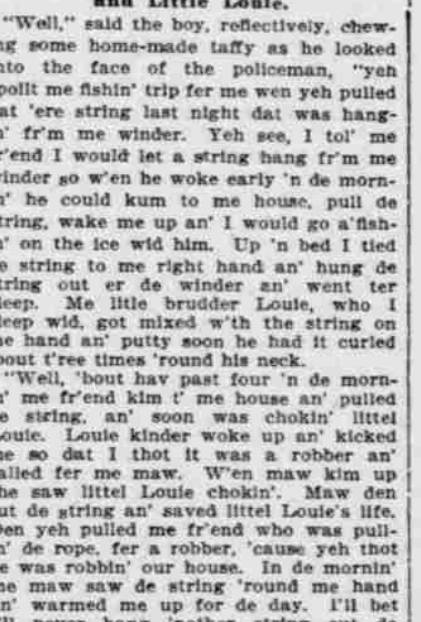 and Little Louie.
"Well," said the boy, reflectively, chew-
ng some home-made taffy as he looked
nto the face of the policeman, "yeh
poilt me fishin' trip fer me wen yeh pulled
at 'ere string last night dat was hang-
n' fr'm me winder. Yeh see, I tol' me
r'end I would let a string hang fr'm me
inder so w'en he woke early 'n de morn-
n' he could kum to me house, pull de
tring, wake me up an' I would go a'fish-
n' on the ice wid him. Up 'n bed I tied
e string to me right hand an' hung de
tring out er de winder an' went ter
leep. Me litle brudder Louie, who I
leep wid, got mixed w'th the string on
me hand an' putty soon he had it curled
bout t'ree times 'round his neck.
"Well, 'bout hav past four 'n de morn-
n' me fr'end kim t' me house an' pulled
e string, an' soon was chokin' littel
ouie. Louie kinder woke up an' kicked
me so dat I thot it was a robber an'
alled fer me maw. W'en maw kim up
he saw littel Louie chokin'. Maw den
ut de string an' saved littel Louie's life.
en yeh pulled me fr'end who was pull-
n' de rope, fer a robber, 'cause yeh thot
e was robbin' our house. In de mornin'
me maw saw de string 'round me hand
an' warmed me up for de day. I'll bet
never hang 'nother string out de